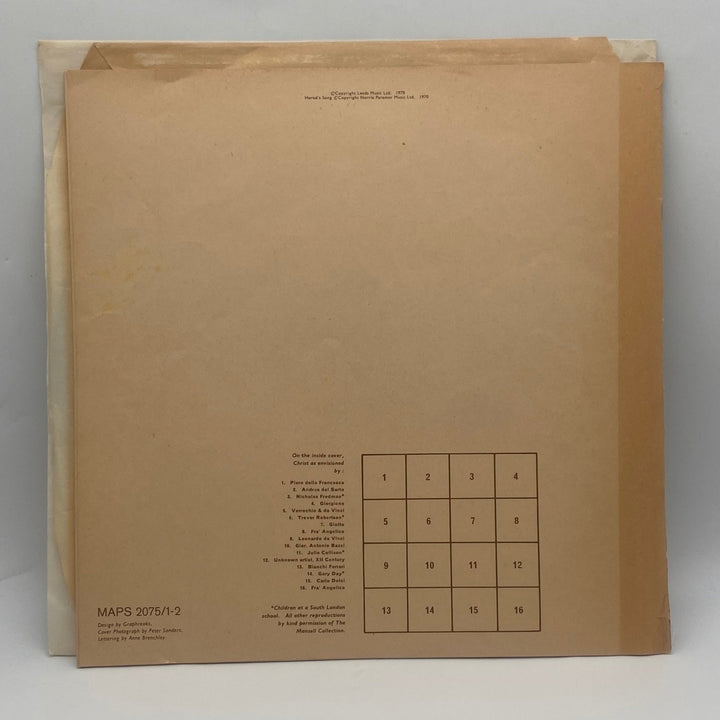 ©Copyright Leeds Music Ltd. 1970
Herod's Song ©Copyright Norrie Paramor Music Ltd. 1970
On the inside cover,
Christ as envisioned
by :
1. Piero della Francesca
2. Andrea del Sarto
3. Nicholas Fredman*
4. Giorgione
5. Verrochio & da Vinci
6. Trevor Robertson*
7. Giotto
8. Fra' Angelico
9. Leonardo da Vinci
10. Giov. Antonio Bazzi
11. Julie Collison*
12. Unknown artist, XII Century
13. Bianchi Ferrari
14. Gary Day*
15. Carlo Dolci
16. Fra' Angelico
*Children at a South London
school. All other reproductions
by kind permission of The
Mansell Collection.
1 2 3 4
5 6 7 8
9 10 11 12
13 14 15 16
MAPS 2075/1-2
Design by Graphreaks,
Cover Photograph by Peter Sanders,
Lettering by Anne Brenchley